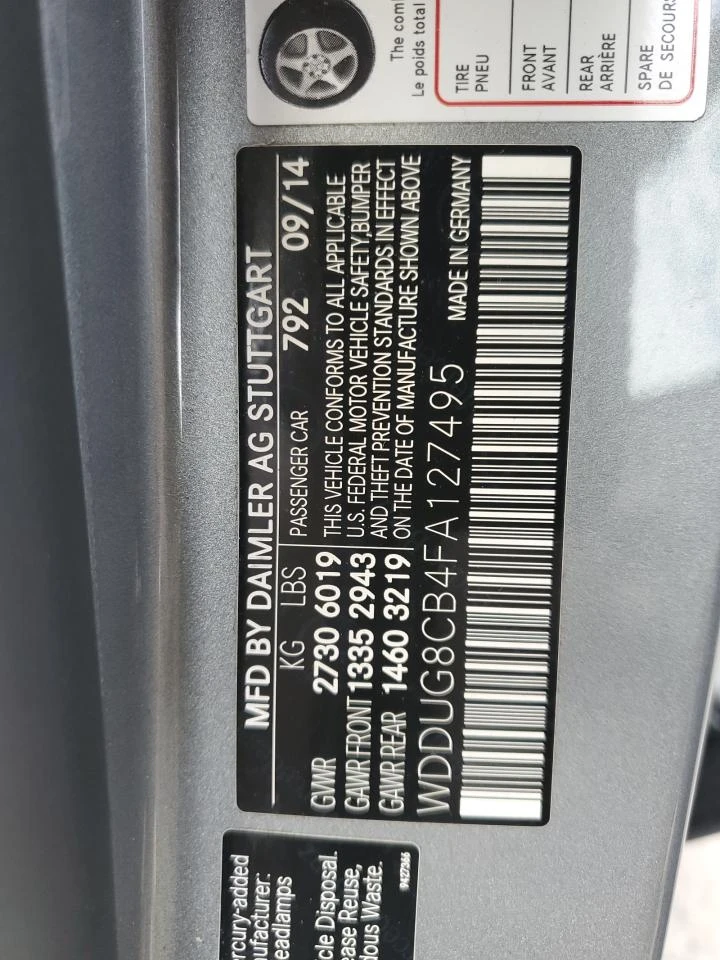 The com
Le poids total
TIRE
PNEU
FRONT
AVANT
REAR
ARRIÈRE
SPARE
DE SECOURS
MFD BY DAIMLER AG STUTTGART
KG LBS PASSENGER CAR 792 09/14
GVWR 2730 6019
GAWR FRONT 1335 2943
GAWR REAR 1460 3219
THIS VEHICLE CONFORMS TO ALL APPLICABLE
U.S. FEDERAL MOTOR VEHICLE SAFETY,BUMPER
AND THEFT PREVENTION STANDARDS IN EFFECT
ON THE DATE OF MANUFACTURE SHOWN ABOVE
WDDUG8CB4FA127495 MADE IN GERMANY
ercury-added
nufacturer:
eadlamps
cle Disposal.
ease Reuse,
dous Waste.
9427366